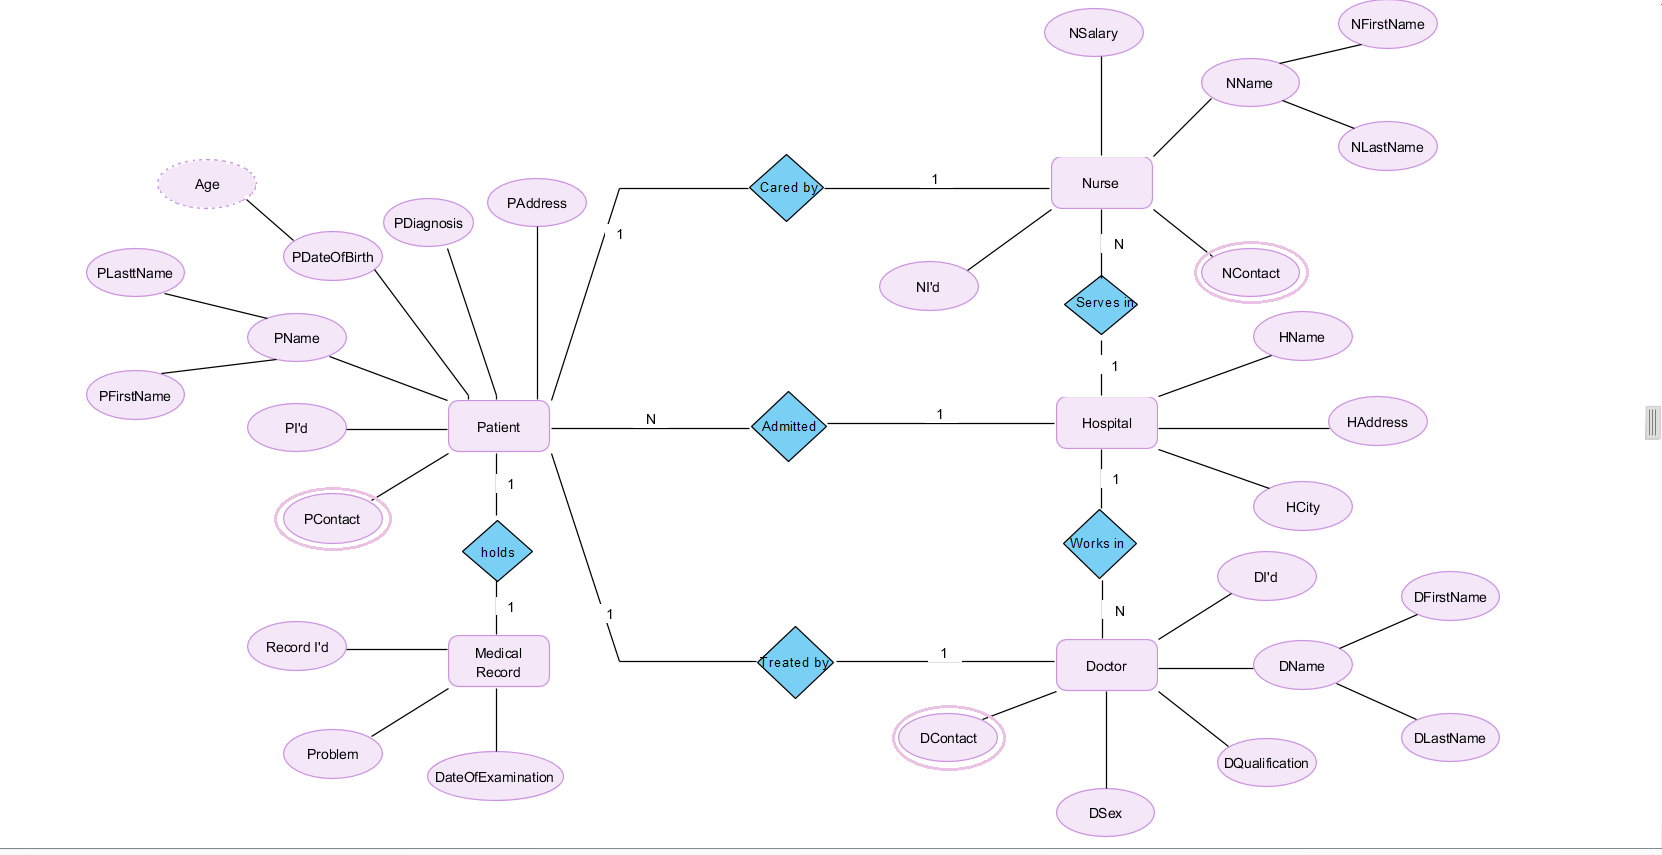 NFirstName
NSalary
NName
NLastName
Age
Cared by
1
Nurse
PAddress
PDiagnosis
1
N
PDateOfBirth
PLasttName
NContact
NI'd
Serves in
PName
HName
1
PFirstName
N
1
PI'd
Patient
Admitted
Hospital
HAddress
1
1
HCity
PContact
holds
Works in
DI'd
DFirstName
1
1
N
Record I'd
Medical
Record
1
Treated by
Doctor
DName
DContact
DLastName
Problem
DateOfExamination
DQualification
DSex